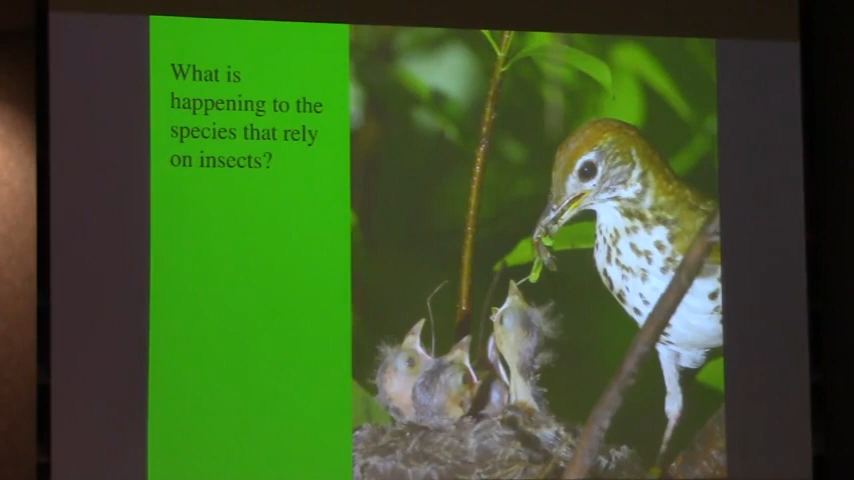 What is
happening to the
species that rely
on insects?